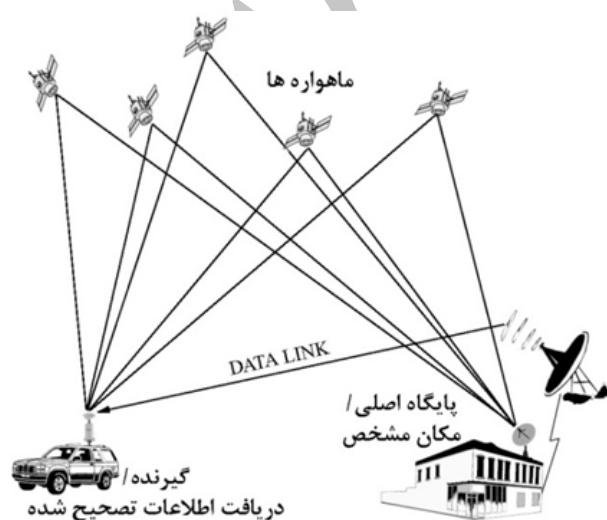 ماهواره ها
DATA LINK
پایگاه اصلی/
مکان مشخص
گیرنده/
دریافت اطلاعات تصحیح شده